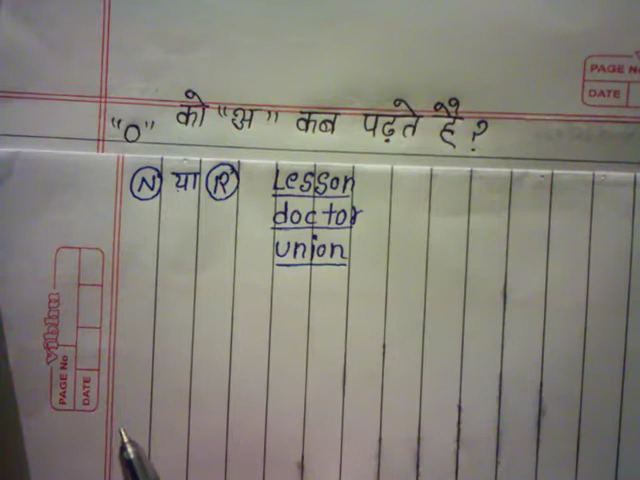 "o" को "अ" कब पढ़ते है?
N या R Lesson
doctor
union
vibhu
PAGE No
DATE
PAGE No
DATE